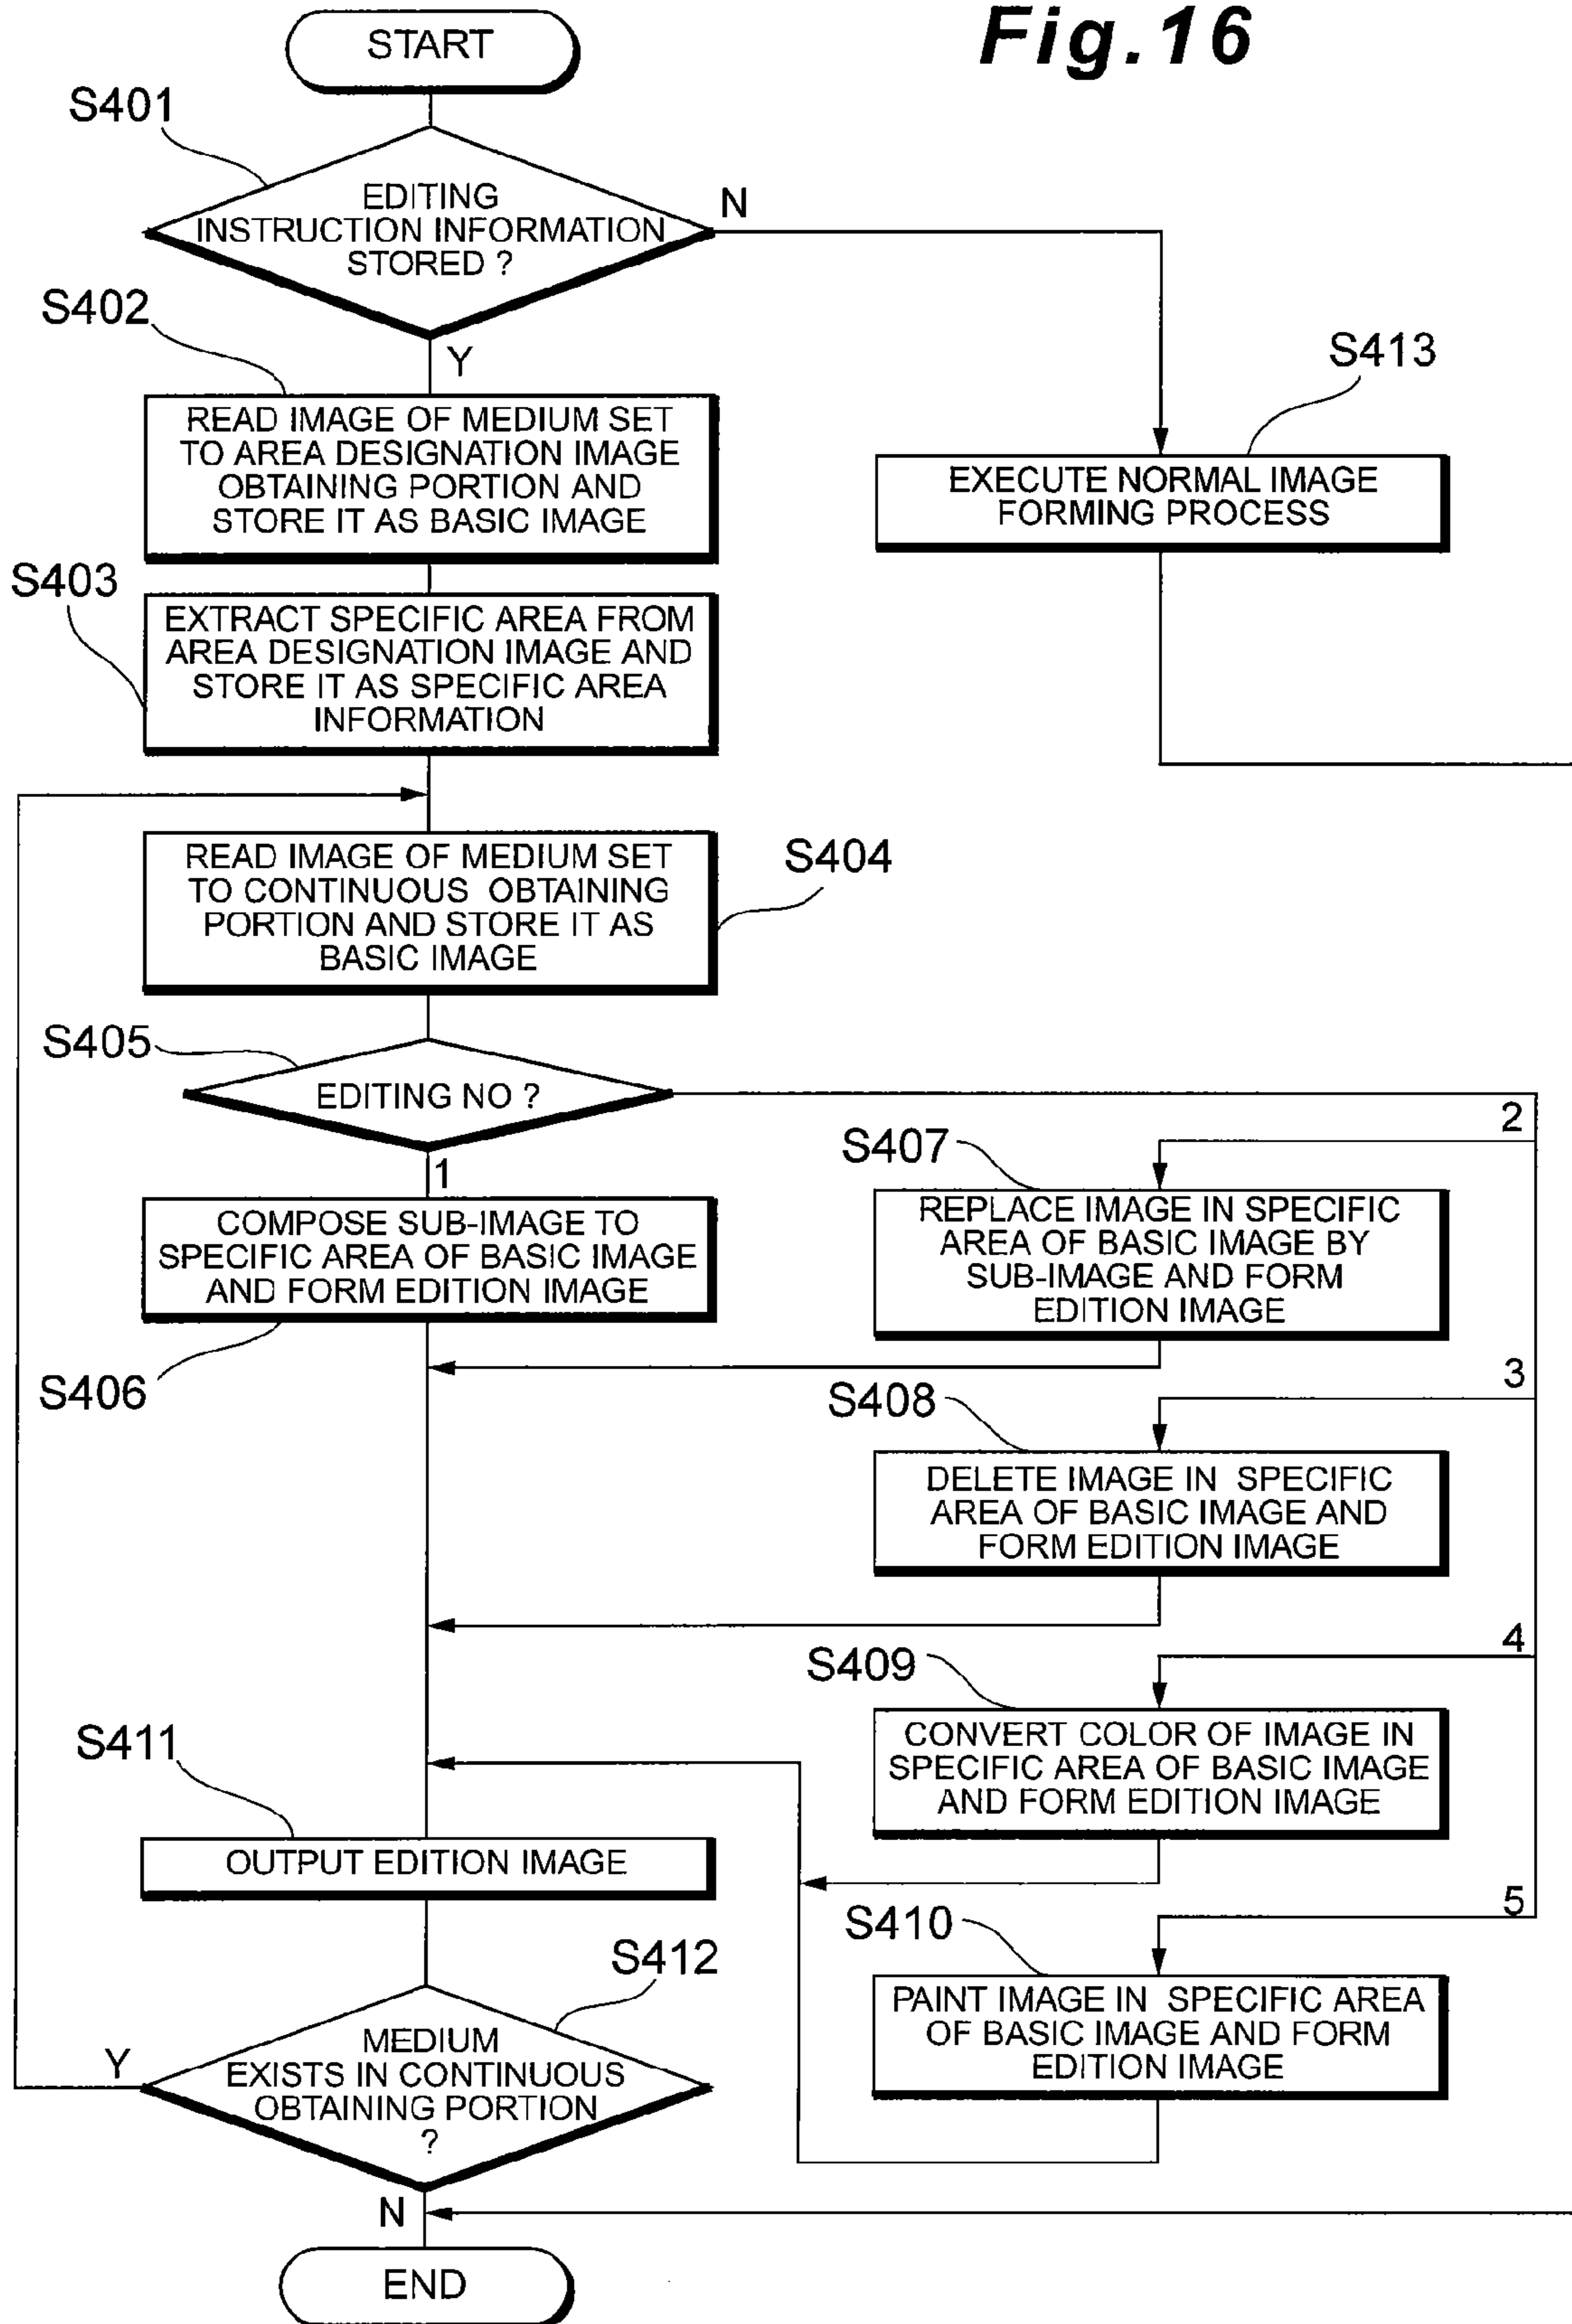 Fig.16
START
S401
EDITING
INSTRUCTION INFORMATION
STORED ?
N
Y
S402
READ IMAGE OF MEDIUM SET
TO AREA DESIGNATION IMAGE
OBTAINING PORTION AND
STORE IT AS BASIC IMAGE
S413
EXECUTE NORMAL IMAGE
FORMING PROCESS
S403
EXTRACT SPECIFIC AREA FROM
AREA DESIGNATION IMAGE AND
STORE IT AS SPECIFIC AREA
INFORMATION
S404
READ IMAGE OF MEDIUM SET
TO CONTINUOUS OBTAINING
PORTION AND STORE IT AS
BASIC IMAGE
S405
EDITING NO ?
1
2
S406
COMPOSE SUB-IMAGE TO
SPECIFIC AREA OF BASIC IMAGE
AND FORM EDITION IMAGE
S407
REPLACE IMAGE IN SPECIFIC
AREA OF BASIC IMAGE BY
SUB-IMAGE AND FORM
EDITION IMAGE
3
S408
DELETE IMAGE IN SPECIFIC
AREA OF BASIC IMAGE AND
FORM EDITION IMAGE
4
S409
CONVERT COLOR OF IMAGE IN
SPECIFIC AREA OF BASIC IMAGE
AND FORM EDITION IMAGE
5
S410
PAINT IMAGE IN SPECIFIC AREA
OF BASIC IMAGE AND FORM
EDITION IMAGE
S411
OUTPUT EDITION IMAGE
S412
MEDIUM
EXISTS IN CONTINUOUS
OBTAINING PORTION
?
Y
N
END